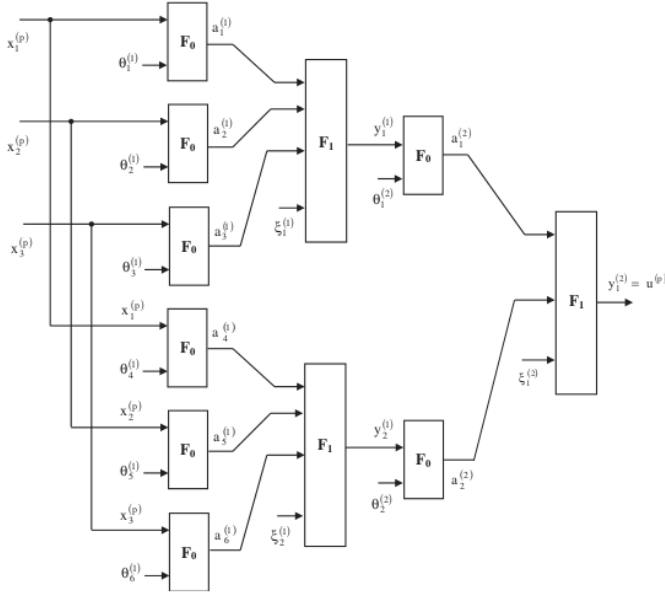 x₁⁽ᵖ⁾
F₀
a₁⁽¹⁾
θ₁⁽¹⁾
x₂⁽ᵖ⁾
F₀
a₂⁽¹⁾
θ₂⁽¹⁾
x₃⁽ᵖ⁾
F₀
a₃⁽¹⁾
θ₃⁽¹⁾
F₁
ξ₁⁽¹⁾
y₁⁽¹⁾
F₀
a₁⁽²⁾
θ₁⁽²⁾
x₁⁽ᵖ⁾
F₀
a₄⁽¹⁾
θ₄⁽¹⁾
x₂⁽ᵖ⁾
F₀
a₅⁽¹⁾
θ₅⁽¹⁾
x₃⁽ᵖ⁾
F₀
a₆⁽¹⁾
θ₆⁽¹⁾
F₁
ξ₂⁽¹⁾
y₂⁽¹⁾
F₀
a₂⁽²⁾
θ₂⁽²⁾
F₁
ξ₁⁽²⁾
y₁⁽²⁾ = u⁽ᵖ⁾